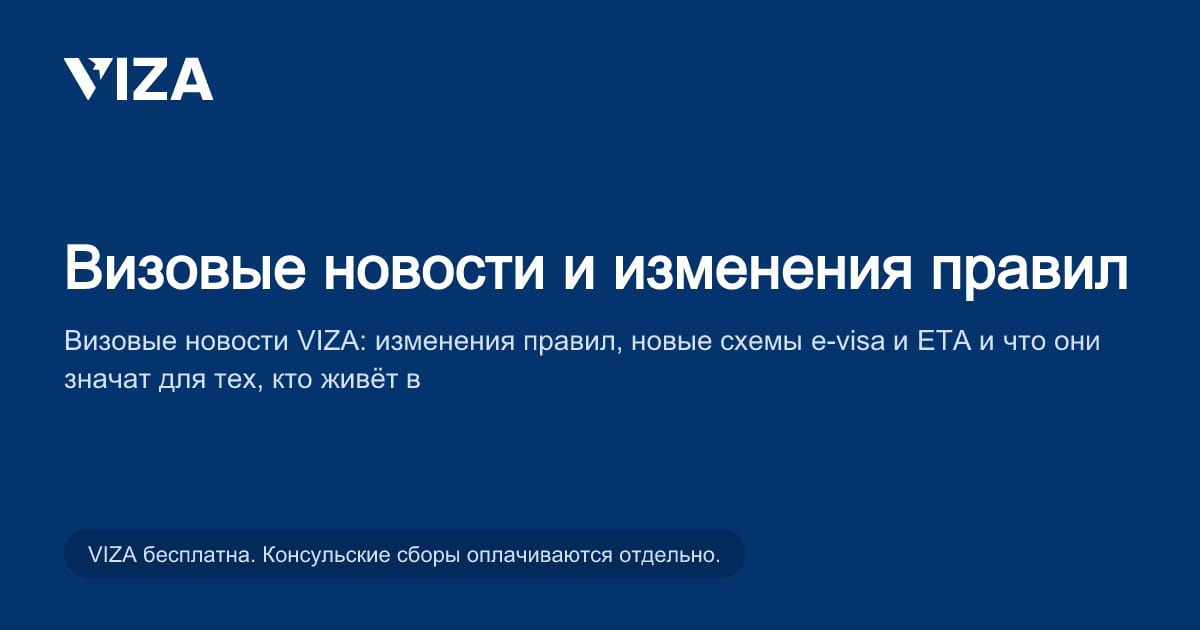 VIZA
Визовые новости и изменения правил
Визовые новости VIZA: изменения правил, новые схемы e-visa и ETA и что они
значат для тех, кто живёт в
VIZA бесплатна. Консульские сборы оплачиваются отдельно.